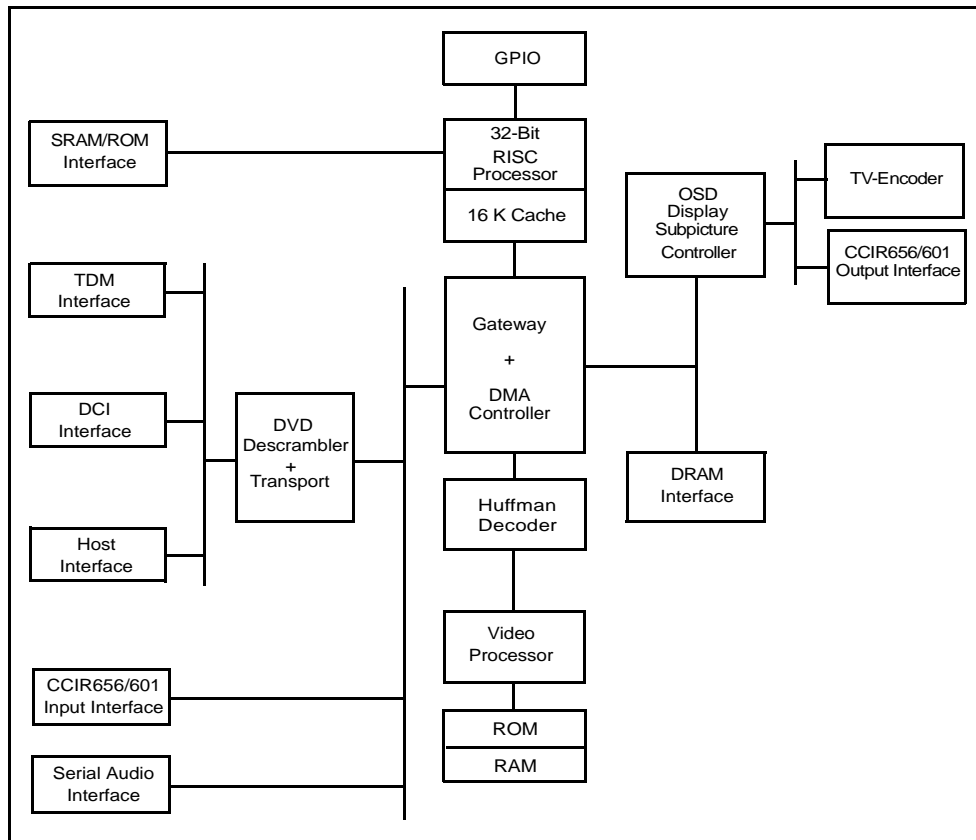 GPIO
32-Bit
RISC
Processor
16 K Cache
SRAM/ROM
Interface
OSD
Display
Subpicture
Controller
TV-Encoder
CCIR656/601
Output Interface
TDM
Interface
Gateway
+
DMA
Controller
DCI
Interface
DVD
Descrambler
+
Transport
DRAM
Interface
Huffman
Decoder
Host
Interface
Video
Processor
CCIR656/601
Input Interface
ROM
RAM
Serial Audio
Interface